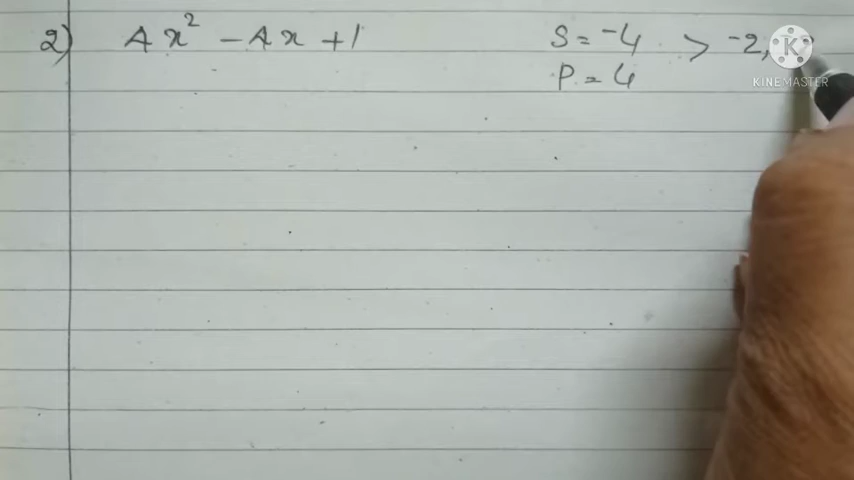 2) 4x² - 4x + 1 S = -4 > -2,
P = 4
KINEMASTER